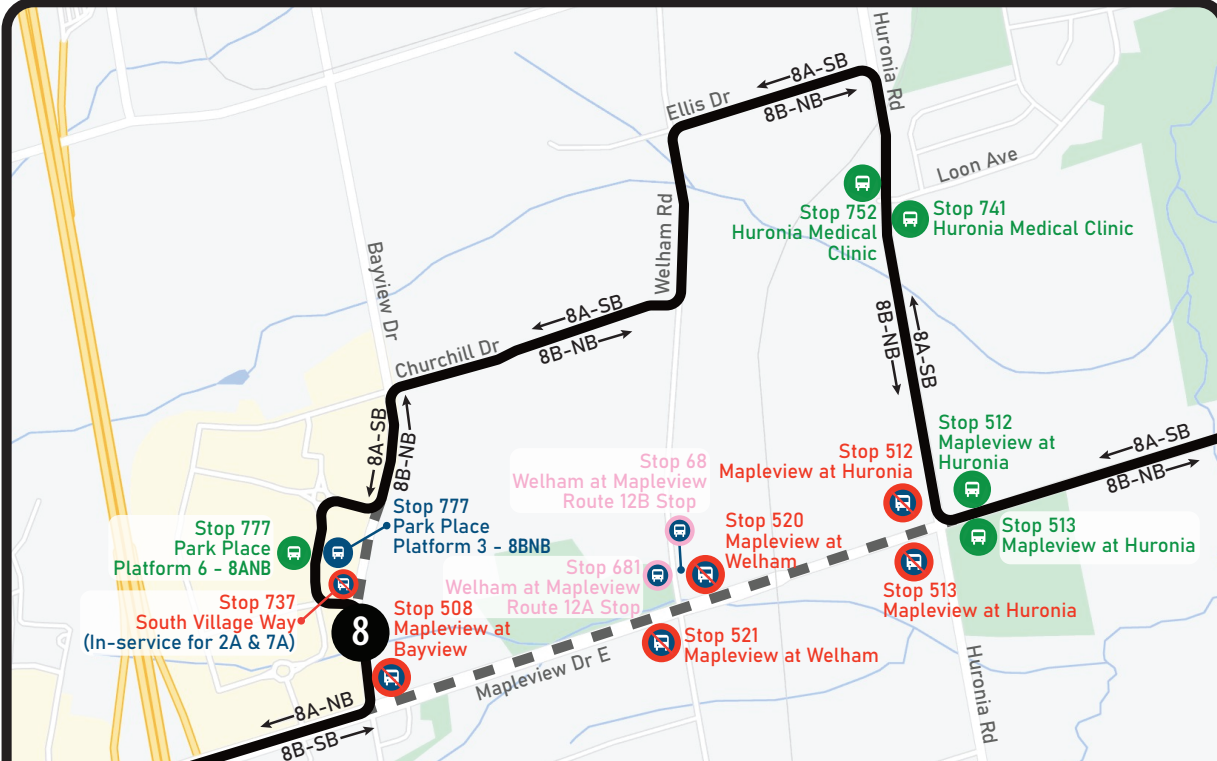 Huronia Rd
8A-SB
8B-NB
Ellis Dr
Loon Ave
Stop 752
Huronia Medical
Clinic
Stop 741
Huronia Medical Clinic
Welham Rd
Bayview Dr
8A-SB
8B-NB
Churchill Dr
8B-NB
8A-SB
8A-SB
8B-NB
Stop 512
Mapleview at
Huronia
8A-SB
8B-NB
Stop 512
Mapleview at Huronia
Stop 68
Welham at Mapleview
Route 12B Stop
Stop 777
Park Place
Platform 3 - 8BNB
Stop 777
Park Place
Platform 6 - 8ANB
Stop 520
Mapleview at
Welham
Stop 513
Mapleview at Huronia
Stop 681
Welham at Mapleview
Route 12A Stop
Stop 513
Mapleview at Huronia
Stop 737
South Village Way
(In-service for 2A & 7A)
8
Stop 508
Mapleview at
Bayview
Stop 521
Mapleview at Welham
Mapleview Dr E
Huronia Rd
8A-NB
8B-SB